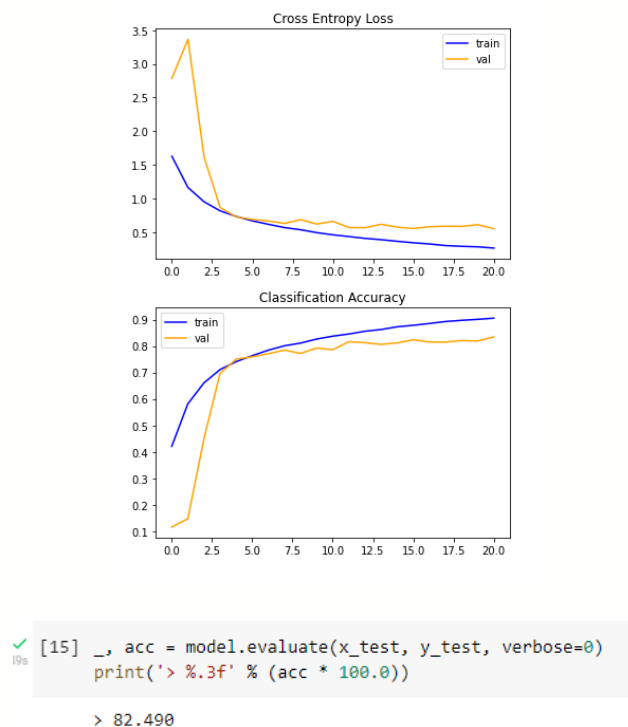 Cross Entropy Loss
3.5
3.0
2.5
2.0
1.5
1.0
0.5
train
val
0.0 2.5 5.0 7.5 10.0 12.5 15.0 17.5 20.0
Classification Accuracy
0.9
0.8
0.7
0.6
0.5
0.4
0.3
0.2
0.1
train
val
0.0 2.5 5.0 7.5 10.0 12.5 15.0 17.5 20.0
[15] _, acc = model.evaluate(x_test, y_test, verbose=0)
19s
print('> %.3f' % (acc * 100.0))
> 82.490